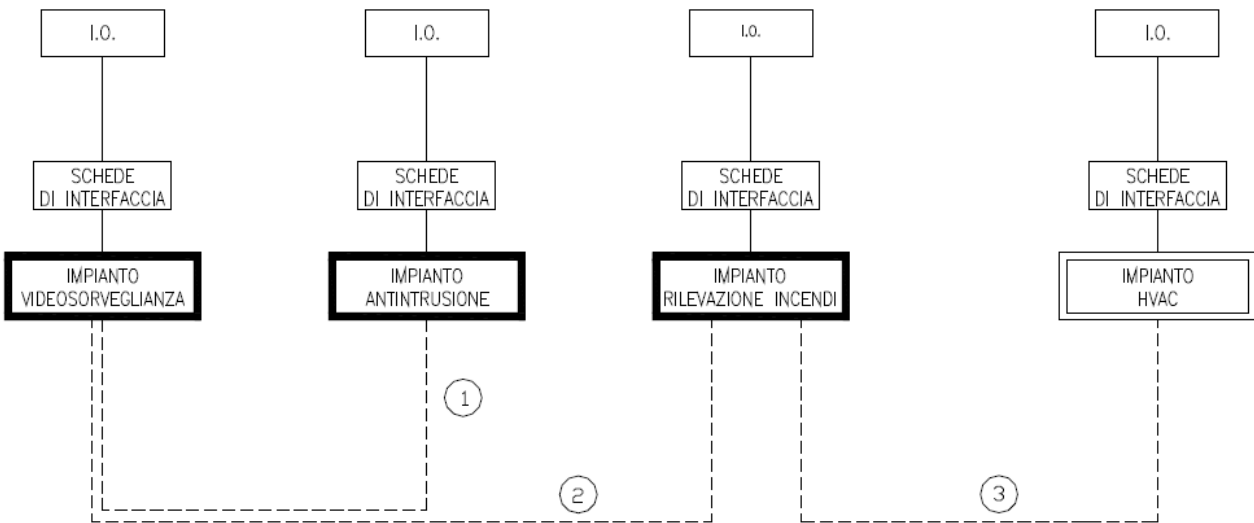 I.O.
I.O.
I.O.
I.O.
SCHEDE
DI INTERFACCIA
SCHEDE
DI INTERFACCIA
SCHEDE
DI INTERFACCIA
SCHEDE
DI INTERFACCIA
IMPIANTO
VIDEOSORVEGLIANZA
IMPIANTO
ANTINTRUSIONE
IMPIANTO
RILEVAZIONE INCENDI
IMPIANTO
HVAC
1
2
3